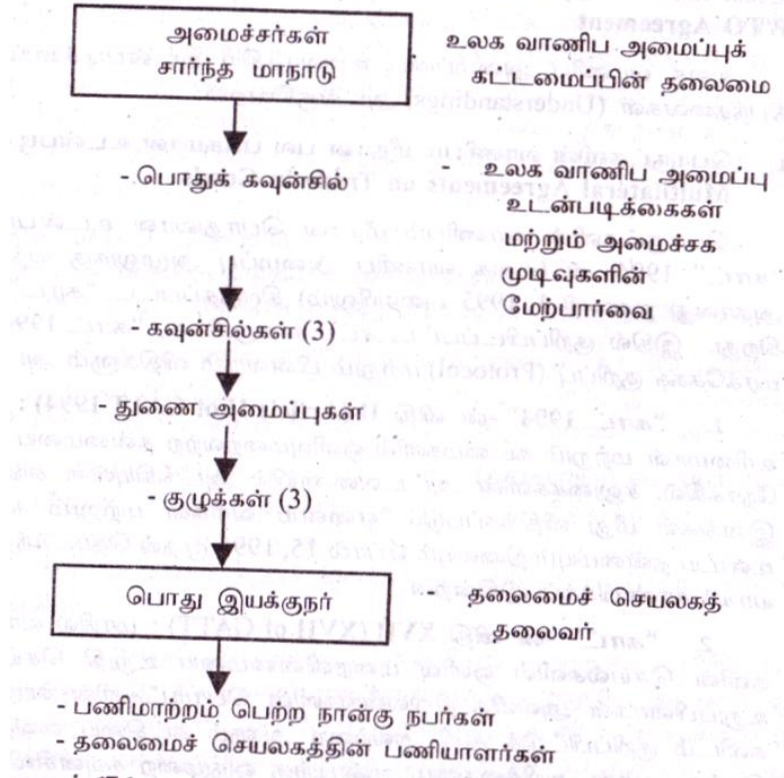 அமைச்சர்கள்
சார்ந்த மாநாடு
- உலக வாணிப அமைப்புக்
கட்டமைப்பின் தலைமை
- பொதுக் கவுன்சில்
- உலக வாணிப அமைப்பு
உடன்படிக்கைகள்
மற்றும் அமைச்சக
முடிவுகளின்
மேற்பார்வை
- கவுன்சில்கள் (3)
- துணை அமைப்புகள்
- குழுக்கள் (3)
பொது இயக்குநர்
- தலைமைச் செயலகத்
தலைவர்
- பணிமாற்றம் பெற்ற நான்கு நபர்கள்
- தலைமைச் செயலகத்தின் பணியாளர்கள்